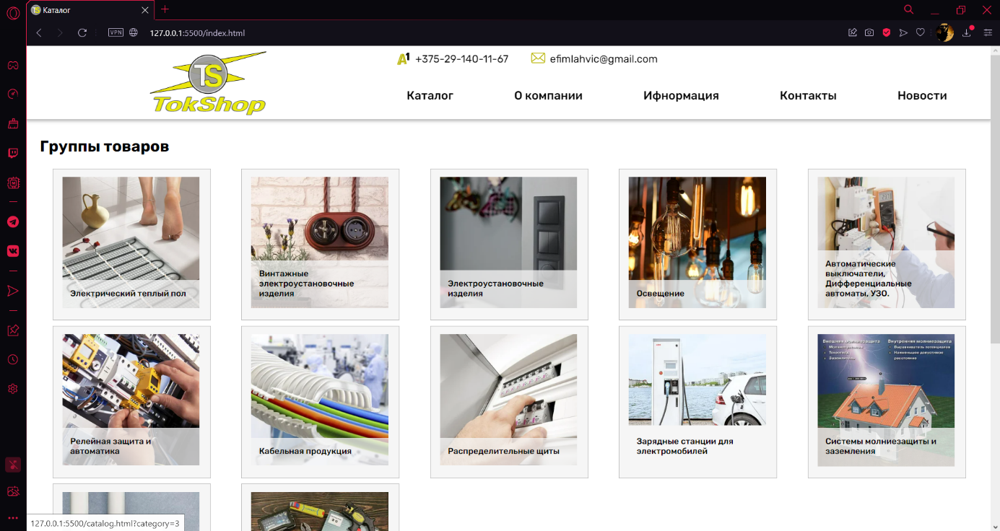 Каталог
VPN
127.0.0.1:5500/index.html
TS
TokShop
A1 +375-29-140-11-67
efimlahvic@gmail.com
Каталог
О компании
Ифнормация
Контакты
Новости
Группы товаров
Электрический теплый пол
Винтажные
электроустановочные
изделия
Электроустановочные
изделия
Освещение
Автоматические
выключатели,
Дифференциальные
автоматы, УЗО.
Релейная защита и
автоматика
Кабельная продукция
Распределительные щиты
Зарядные станции для
электромобилей
Внешняя молниезащита
Внутренняя молниезащита
Выравниватель потенциалов
Наименьшее допустимое
расстояние
Системы молниезащиты и
заземления
127.0.0.1:5500/catalog.html?category=3